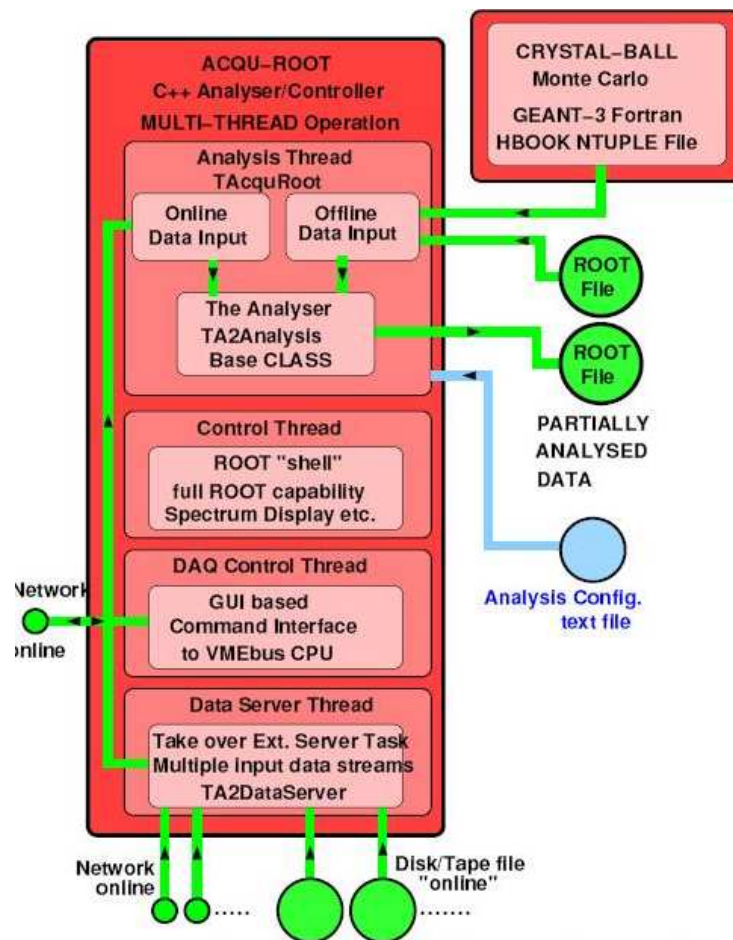 ACQU–ROOT
C++ Analyser/Controller
MULTI–THREAD Operation
Analysis Thread
TAcquRoot
Online
Data Input
Offline
Data Input
The Analyser
TA2Analysis
Base CLASS
Control Thread
ROOT "shell"
full ROOT capability
Spectrum Display etc.
DAQ Control Thread
GUI based
Command Interface
to VMEbus CPU
Data Server Thread
Take over Ext. Server Task
Multiple input data streams
TA2DataServer
CRYSTAL–BALL
Monte Carlo
GEANT–3 Fortran
HBOOK NTUPLE File
ROOT
File
ROOT
File
PARTIALLY
ANALYSED
DATA
Analysis Config.
text file
Network
online
Network
online
.....
Disk/Tape file
"online"
.......